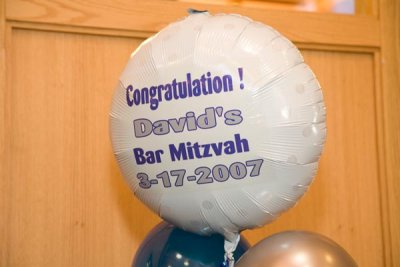 Congratulation !
David's
Bar Mitzvah
3-17-2007